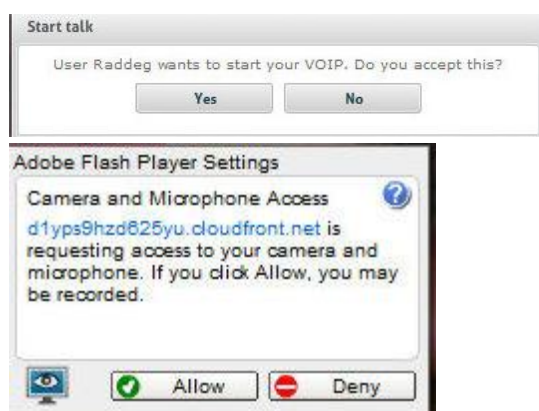 Start talk
User Raddeg wants to start your VOIP. Do you accept this?
Yes No
Adobe Flash Player Settings
Camera and Microphone Access
d1yps9hzd625yu.cloudfront.net is
requesting access to your camera and
microphone. If you click Allow, you may
be recorded.
Allow Deny